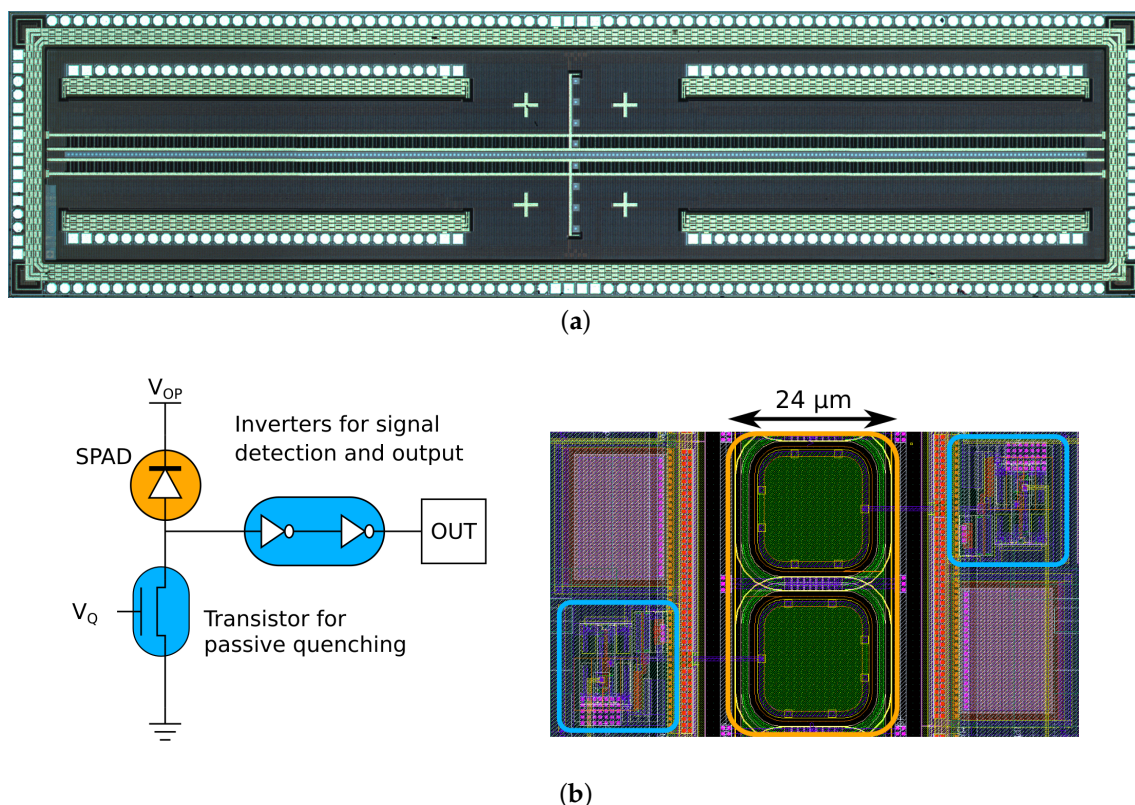 (a)
V_OP
SPAD
Inverters for signal
detection and output
OUT
V_Q
Transistor for
passive quenching
24 µm
(b)